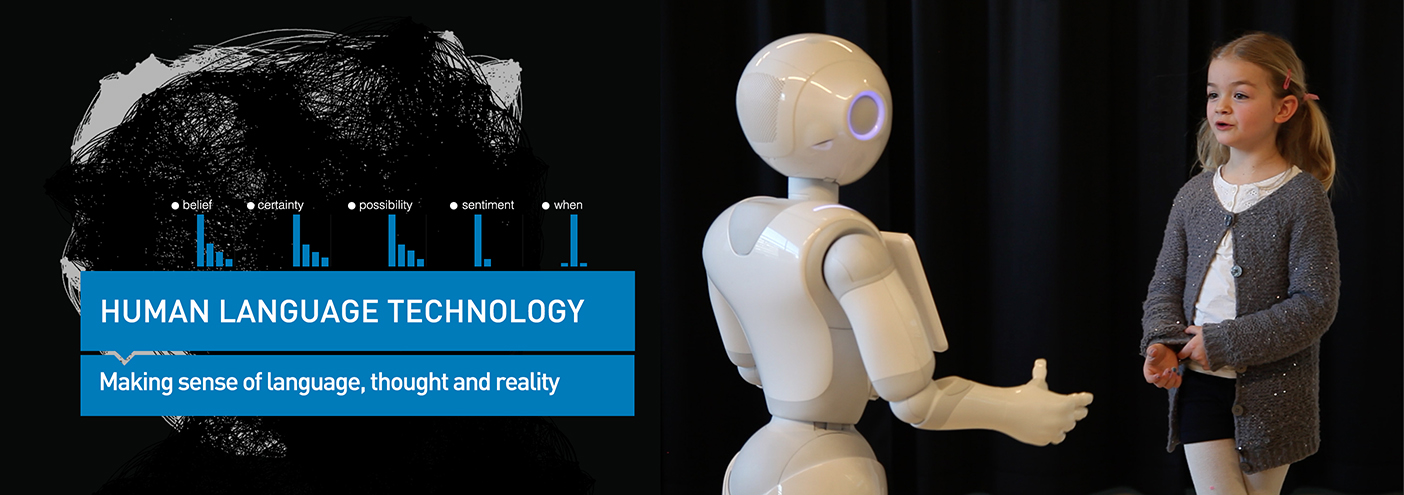 belief certainty possibility sentiment when
HUMAN LANGUAGE TECHNOLOGY
Making sense of language, thought and reality